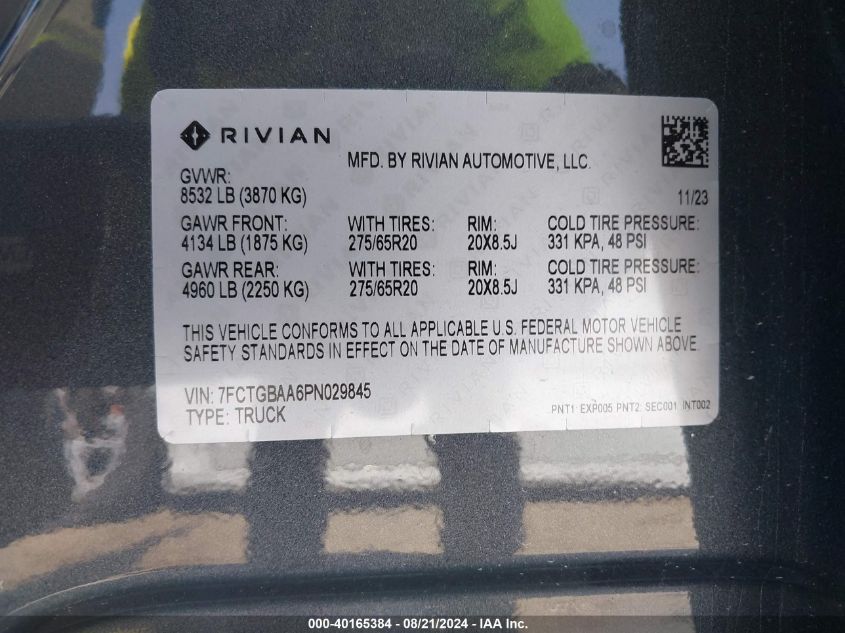 RIVIAN
MFD. BY RIVIAN AUTOMOTIVE, LLC.
GVWR:
8532 LB (3870 KG)
11/23
GAWR FRONT: WITH TIRES: RIM: COLD TIRE PRESSURE:
4134 LB (1875 KG) 275/65R20 20X8.5J 331 KPA, 48 PSI
GAWR REAR: WITH TIRES: RIM: COLD TIRE PRESSURE:
4960 LB (2250 KG) 275/65R20 20X8.5J 331 KPA, 48 PSI
THIS VEHICLE CONFORMS TO ALL APPLICABLE U.S. FEDERAL MOTOR VEHICLE
SAFETY STANDARDS IN EFFECT ON THE DATE OF MANUFACTURE SHOWN ABOVE.
VIN: 7FCTGBAA6PN029845
TYPE: TRUCK
PNT1: EXP005 PNT2: SEC001 INT002
000-40165384 - 08/21/2024 - IAA Inc.